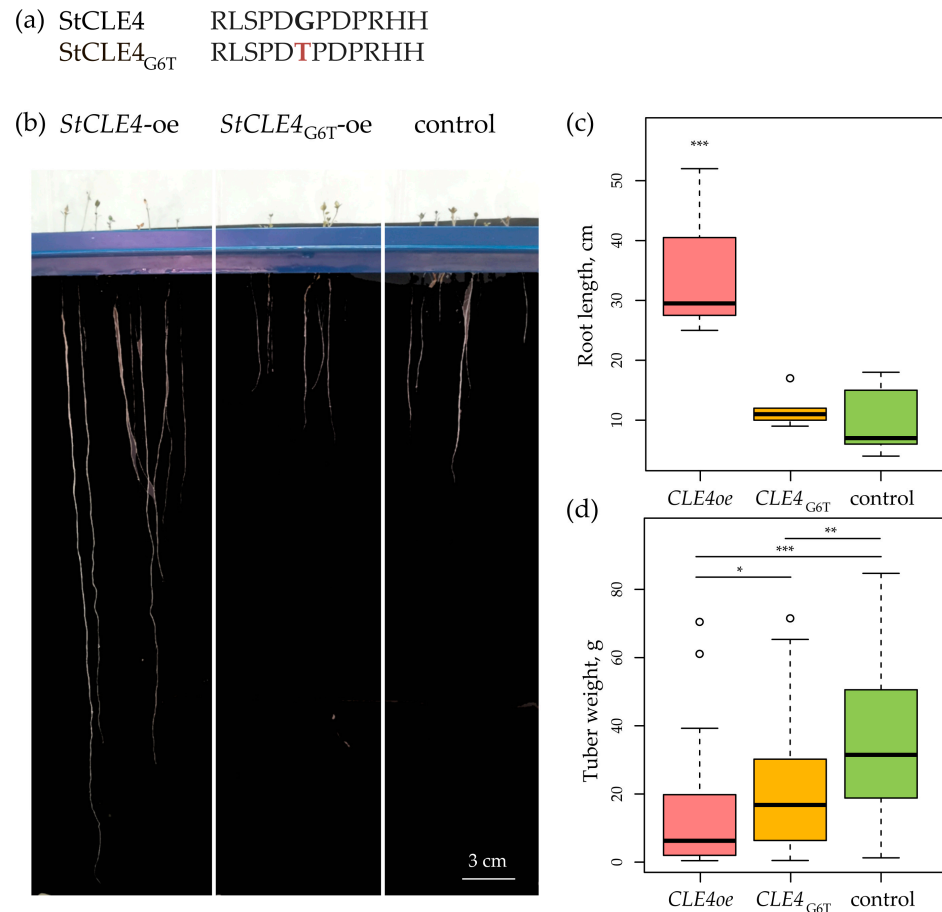 (a) StCLE4 RLSPDGPDPRHH
StCLE4G6T RLSPDTPDPRHH
(b) StCLE4-oe StCLE4G6T-oe control
3 cm
(c)
***
Root length, cm
50
40
30
20
10
CLE4oe CLE4G6T control
(d)
**
***
*
Tuber weight, g
80
60
40
20
0
CLE4oe CLE4G6T control